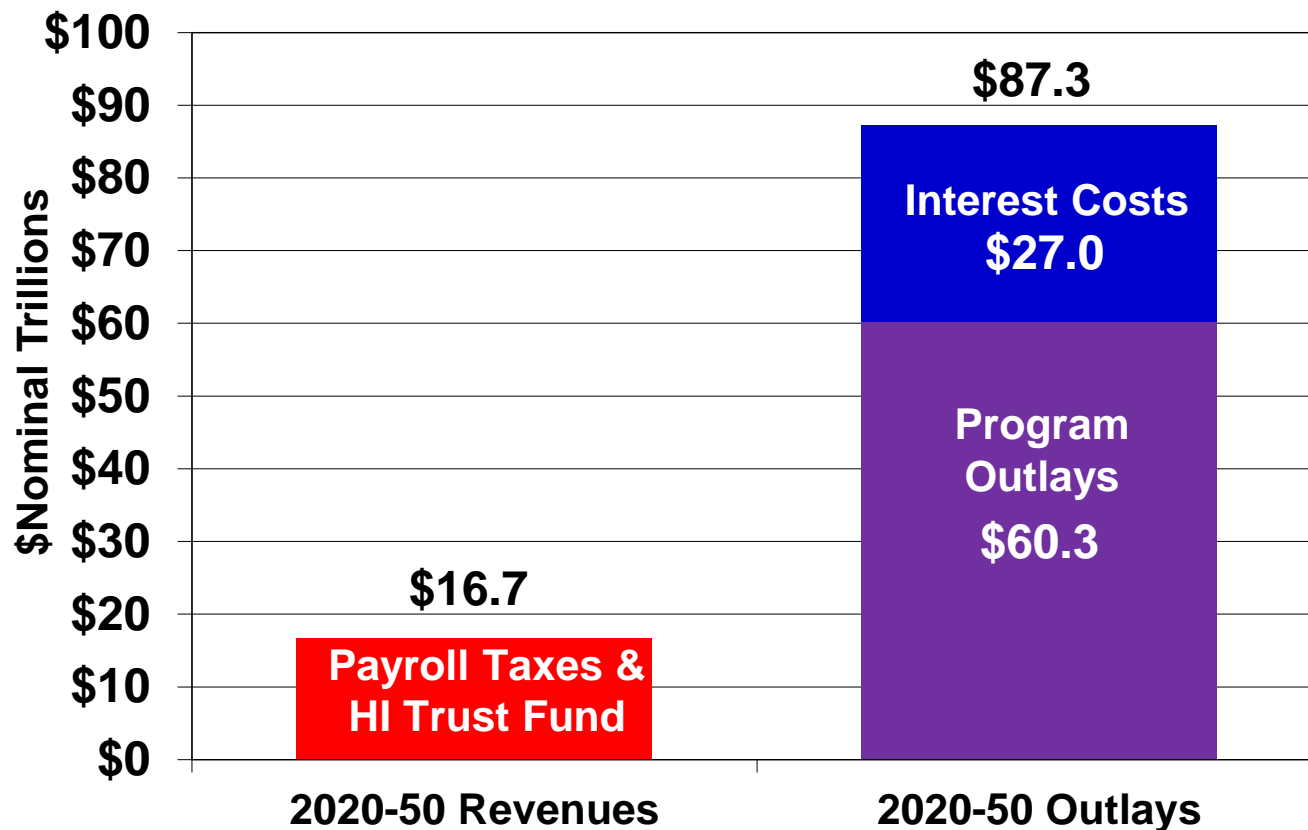 $Nominal Trillions
$100
$90
$80
$70
$60
$50
$40
$30
$20
$10
$0
$16.7
Payroll Taxes &
HI Trust Fund
2020-50 Revenues
$87.3
Interest Costs
$27.0
Program
Outlays
$60.3
2020-50 Outlays